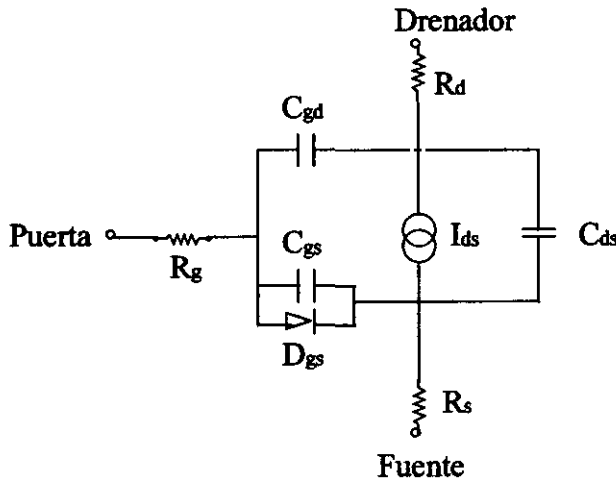 Drenador
Rd
Cgd
Puerta
Rg
Cgs
Ids
Cds
Dgs
Rs
Fuente